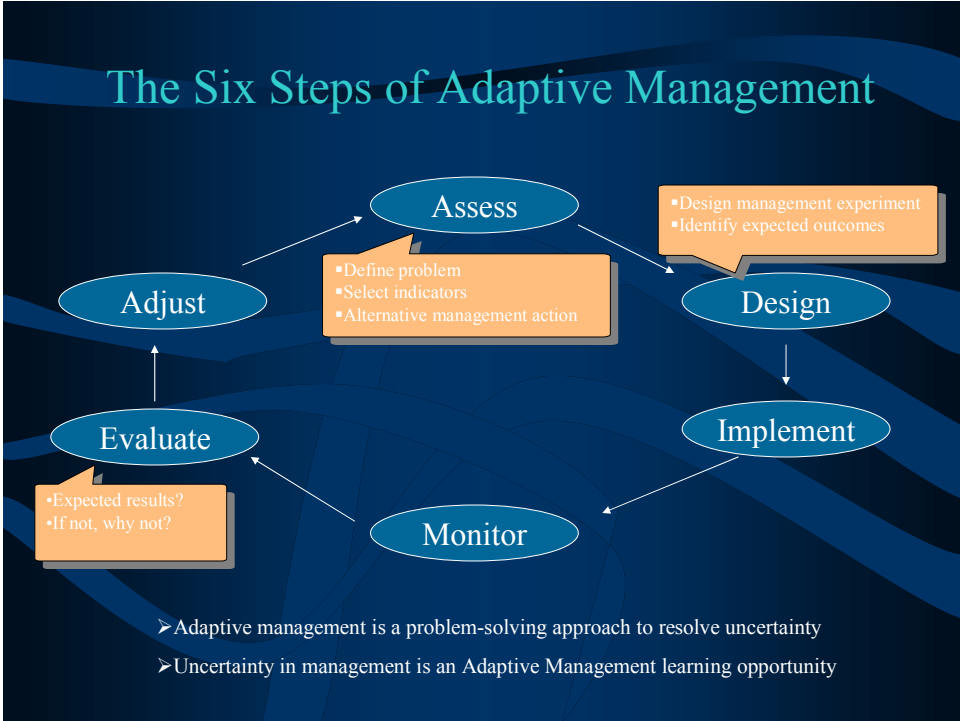 The Six Steps of Adaptive Management
Assess
▪Define problem
▪Select indicators
▪Alternative management action
▪Design management experiment
▪Identify expected outcomes
Design
Implement
Monitor
Evaluate
•Expected results?
•If not, why not?
Adjust
➢Adaptive management is a problem-solving approach to resolve uncertainty
➢Uncertainty in management is an Adaptive Management learning opportunity